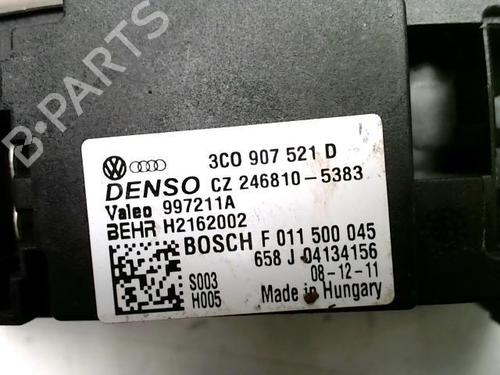 B-PARTS
3C0 907 521 D
DENSO CZ 246810-5383
Valeo 997211A
BEHR H2162002
BOSCH F 011 500 045
658 J 04134156
S003 08-12-11
H005 Made in Hungary